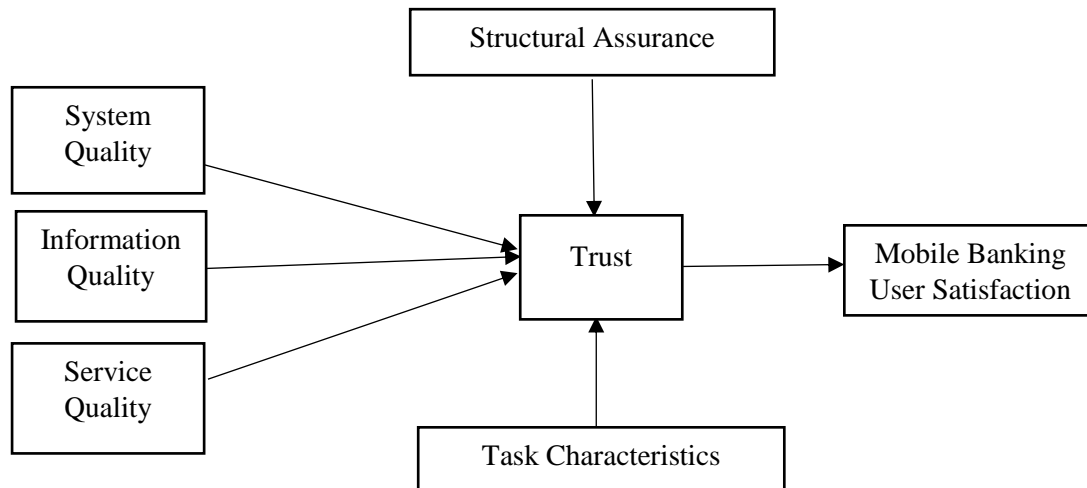 Structural Assurance
System
Quality
Information
Quality
Service
Quality
Trust
Mobile Banking
User Satisfaction
Task Characteristics